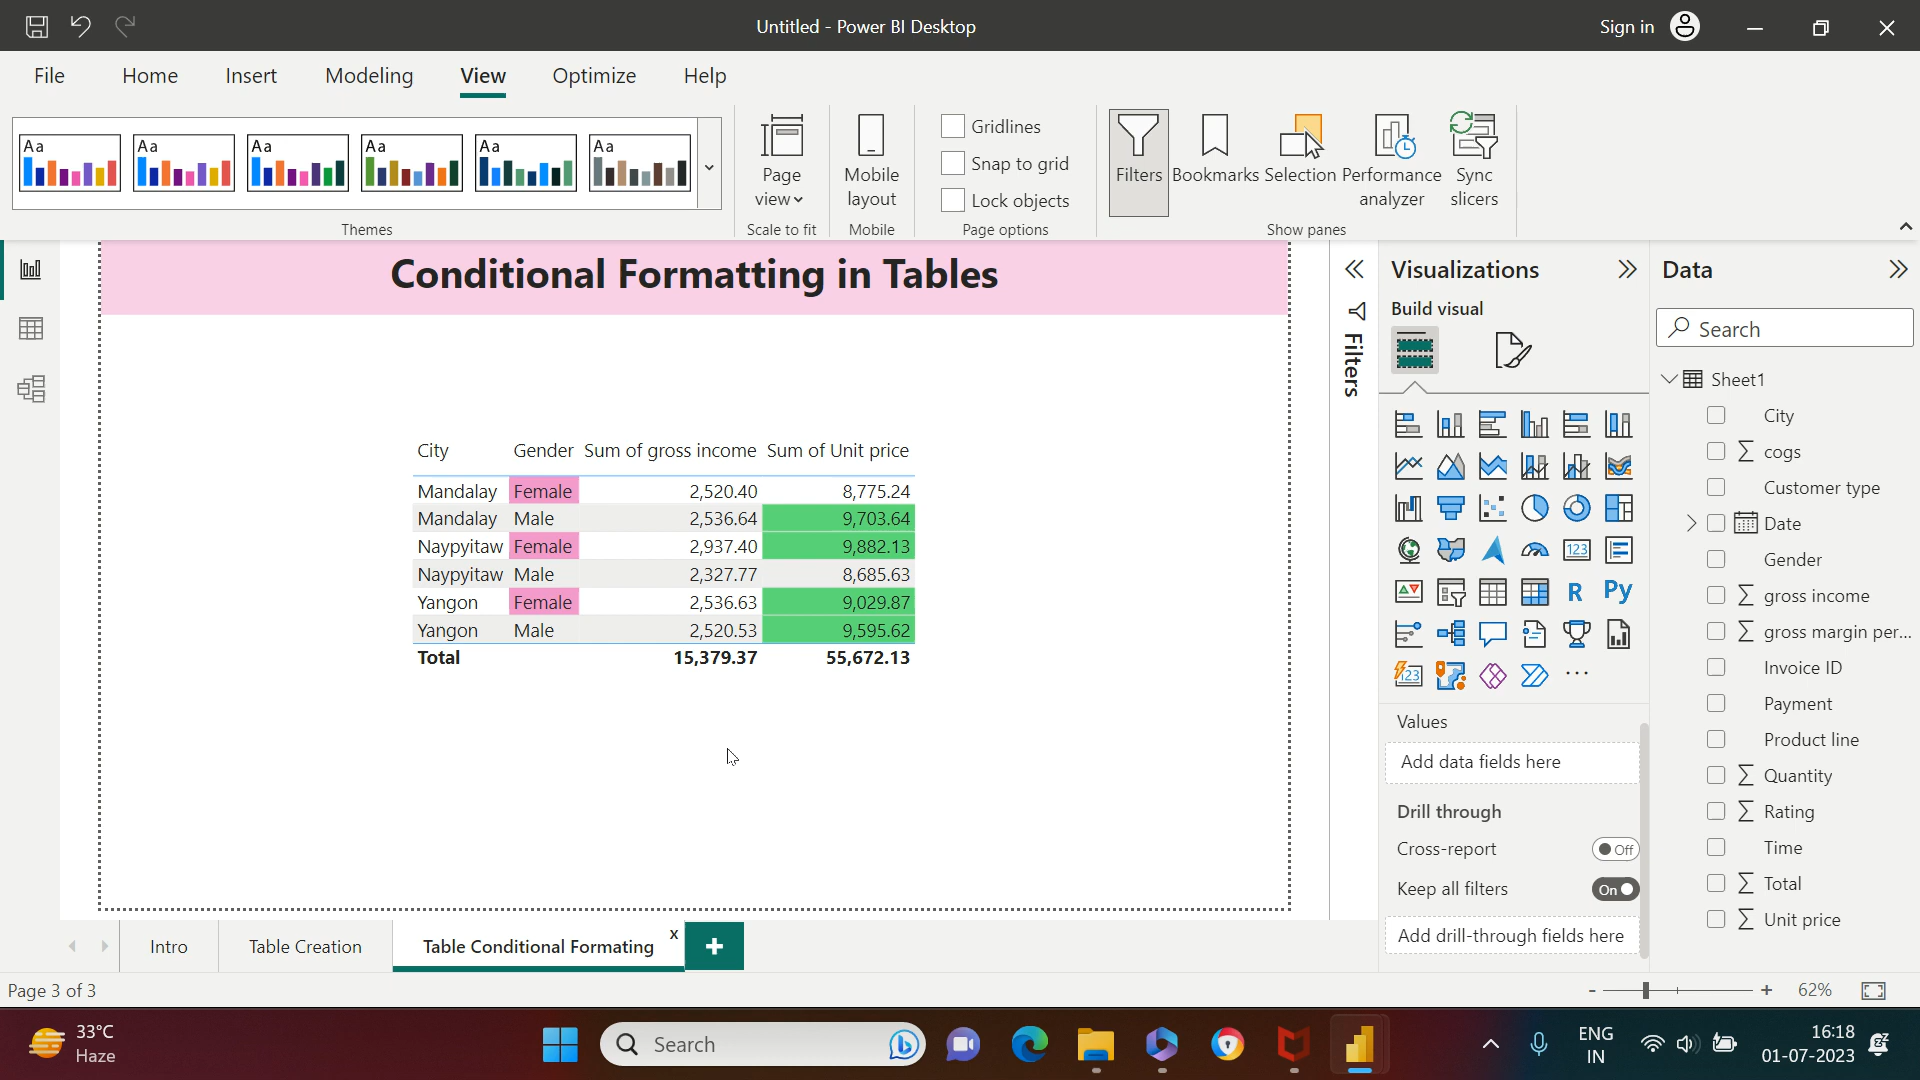 Untitled - Power BI Desktop
Sign in
File Home Insert Modeling View Optimize Help
Aa Aa Aa Aa Aa Aa
Themes
Page
view
Scale to fit
Mobile
layout
Mobile
Gridlines
Snap to grid
Lock objects
Page options
Filters
Bookmarks
Selection
Performance
analyzer
Sync
slicers
Show panes
Conditional Formatting in Tables
City Gender Sum of gross income Sum of Unit price
Mandalay Female 2,520.40 8,775.24
Mandalay Male 2,536.64 9,703.64
Naypyitaw Female 2,937.40 9,882.13
Naypyitaw Male 2,327.77 8,685.63
Yangon Female 2,536.63 9,029.87
Yangon Male 2,520.53 9,595.62
Total 15,379.37 55,672.13
Filters
Visualizations
Build visual
123
R
Py
123
Values
Add data fields here
Drill through
Cross-report Off
Keep all filters On
Add drill-through fields here
Data
Search
Sheet1
City
cogs
Customer type
Date
Gender
gross income
gross margin per...
Invoice ID
Payment
Product line
Quantity
Rating
Time
Total
Unit price
Intro
Table Creation
Table Conditional Formating x
+
Page 3 of 3
- + 62%
33°C
Haze
Search
ENG
IN
16:18
01-07-2023